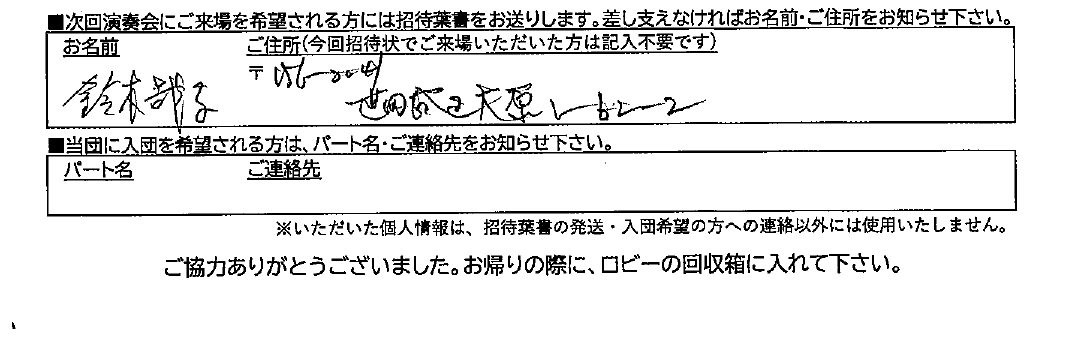 ■次回演奏会にご来場を希望される方には招待葉書をお送りします。差し支えなければお名前・ご住所をお知らせ下さい。
お名前 ご住所(今回招待状でご来場いただいた方は記入不要です)
〒156-0041
鈴木哲子 世田谷区大原1-62-2
■当団に入団を希望される方は、パート名・ご連絡先をお知らせ下さい。
パート名 ご連絡先
※いただいた個人情報は、招待葉書の発送・入団希望の方への連絡以外には使用いたしません。
ご協力ありがとうございました。お帰りの際に、ロビーの回収箱に入れて下さい。